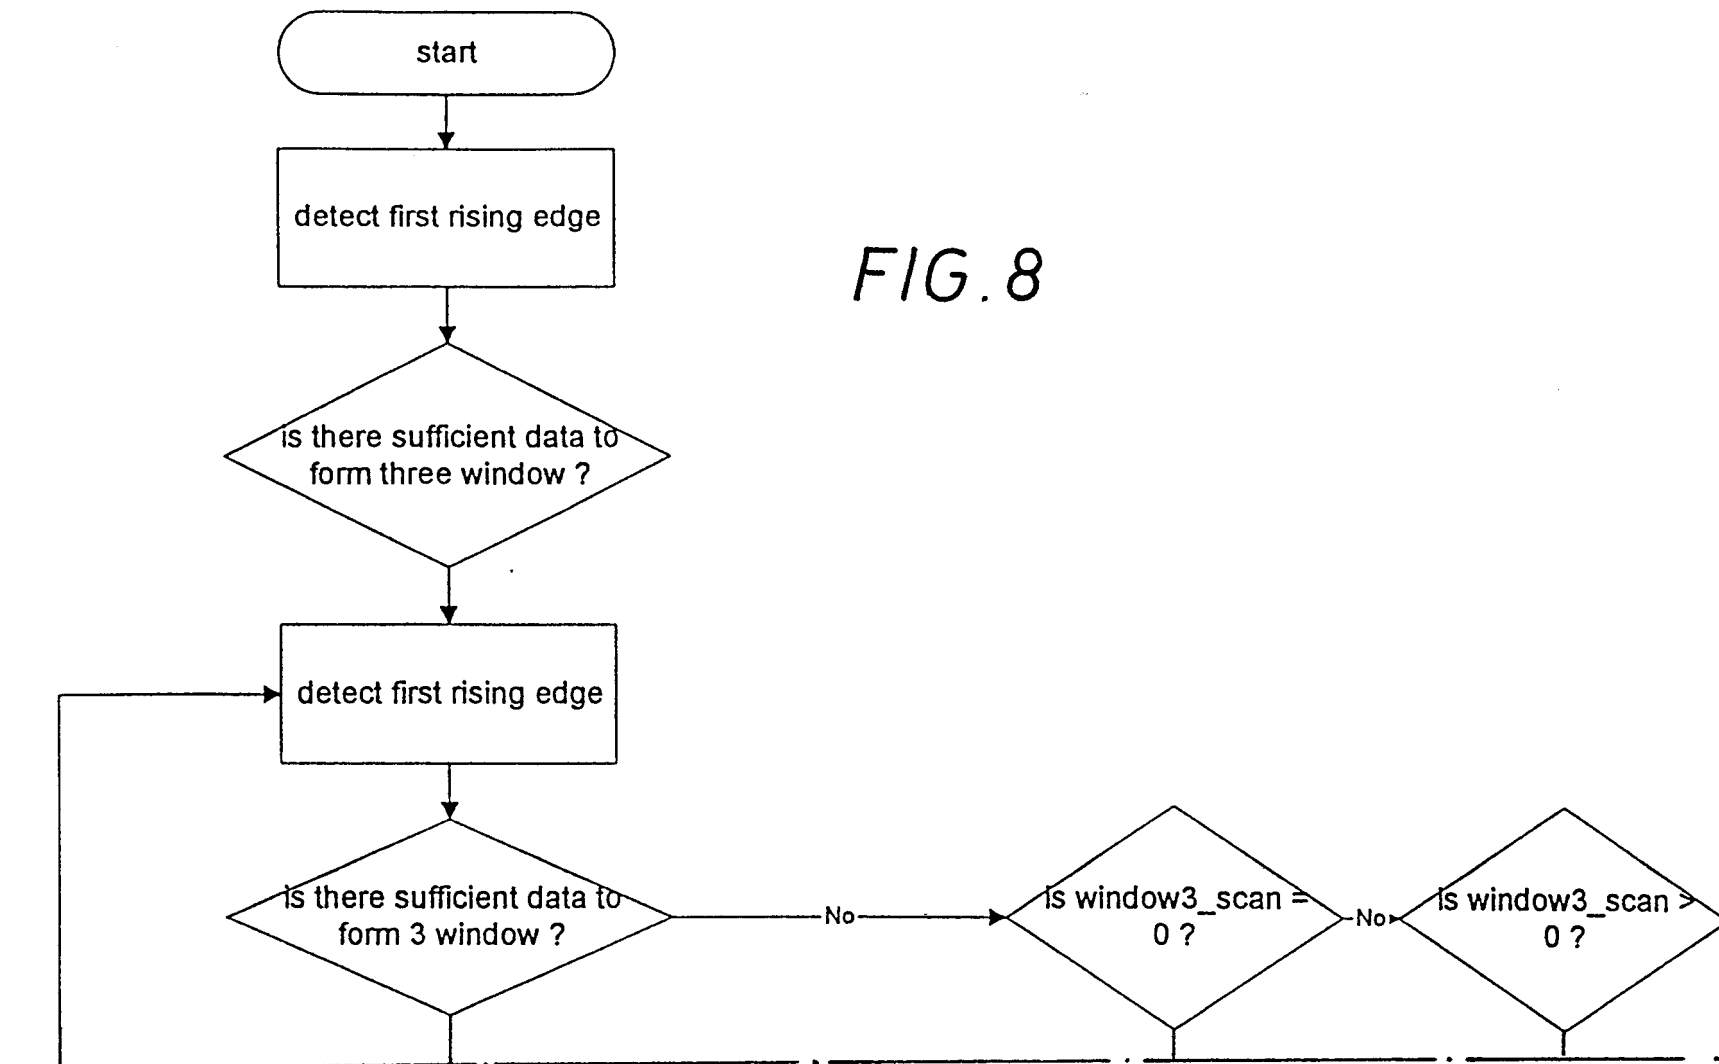 start
detect first rising edge
FIG. 8
is there sufficient data to
form three window ?
detect first rising edge
is there sufficient data to
form 3 window ?
No
is window3_scan =
0 ?
No
is window3_scan >
0 ?